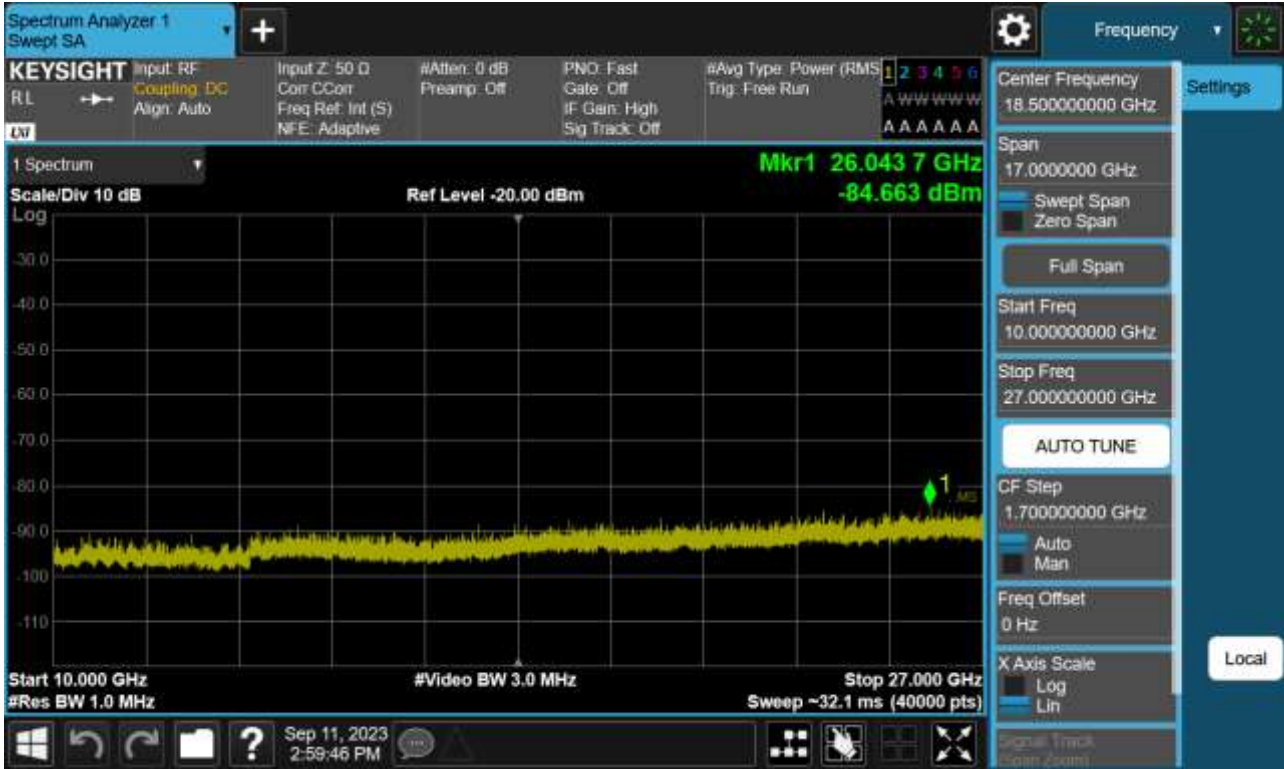 Spectrum Analyzer 1
Swept SA
+
Frequency
KEYSIGHT
RL
LXI
Input: RF
Coupling: DC
Align: Auto
Input Z: 50 Ω
Corr CCorr
Freq Ref: Int (S)
NFE: Adaptive
#Atten: 0 dB
Preamp: Off
PNO: Fast
Gate: Off
IF Gain: High
Sig Track: Off
#Avg Type: Power (RMS
Trig: Free Run
1 2 3 4 5 6
A W W W W W
A A A A A A
1 Spectrum
Scale/Div 10 dB
Log
Ref Level -20.00 dBm
Mkr1 26.043 7 GHz
-84.663 dBm
-30.0
-40.0
-50.0
-60.0
-70.0
-80.0
-90.0
-100
-110
1
Start 10.000 GHz
#Res BW 1.0 MHz
#Video BW 3.0 MHz
Stop 27.000 GHz
Sweep ~32.1 ms (40000 pts)
Center Frequency
18.500000000 GHz
Span
17.0000000 GHz
Swept Span
Zero Span
Full Span
Start Freq
10.000000000 GHz
Stop Freq
27.000000000 GHz
AUTO TUNE
CF Step
1.700000000 GHz
Auto
Man
Freq Offset
0 Hz
X Axis Scale
Log
Lin
Signal Track
(Span Zoom)
Settings
Local
?
Sep 11, 2023
2:59:46 PM